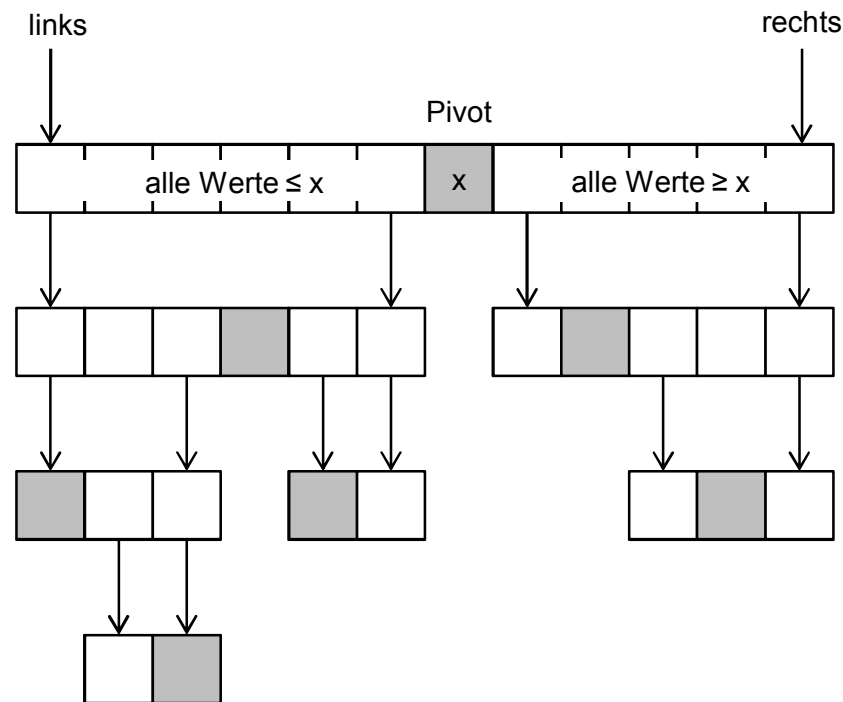 links
rechts
Pivot
alle Werte ≤ x
x
alle Werte ≥ x